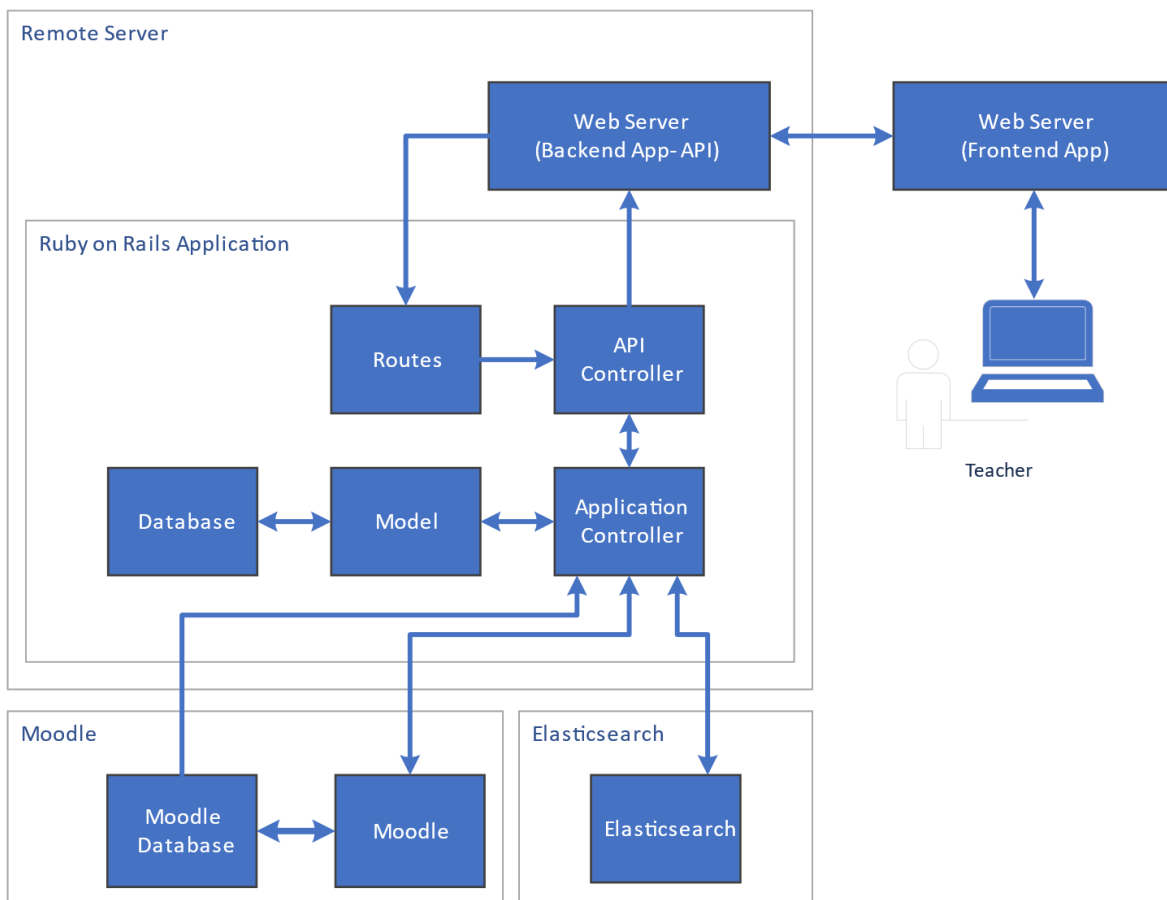 Remote Server
Web Server
(Backend App- API)
Web Server
(Frontend App)
Ruby on Rails Application
Routes
API
Controller
Teacher
Database
Model
Application
Controller
Moodle
Elasticsearch
Moodle
Database
Moodle
Elasticsearch